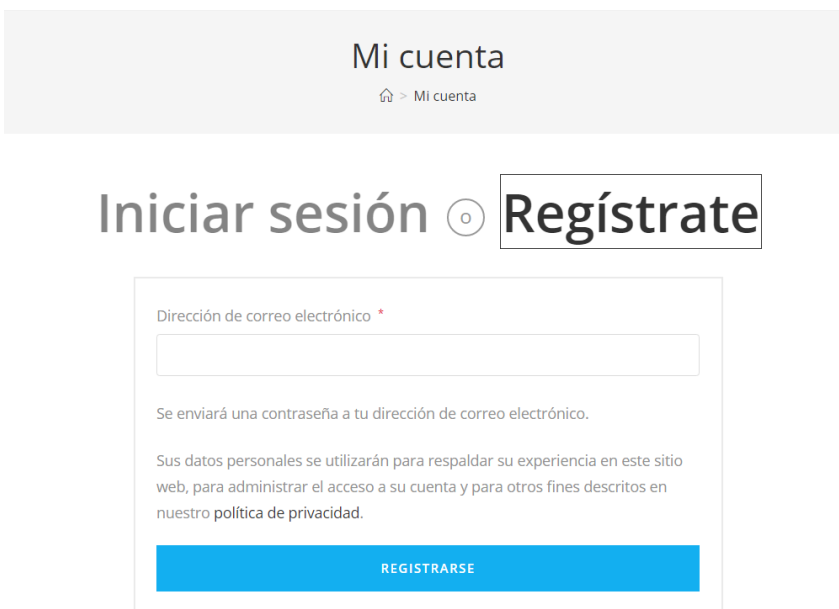 Mi cuenta
> Mi cuenta
Iniciar sesión o Regístrate
Dirección de correo electrónico *
Se enviará una contraseña a tu dirección de correo electrónico.
Sus datos personales se utilizarán para respaldar su experiencia en este sitio
web, para administrar el acceso a su cuenta y para otros fines descritos en
nuestro política de privacidad.
REGISTRARSE